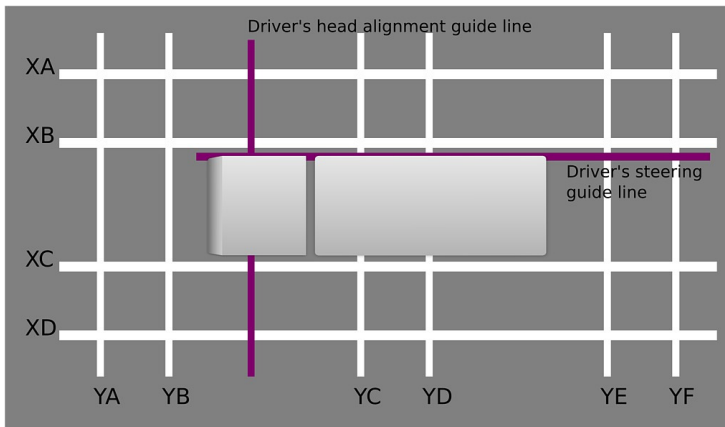 Driver's head alignment guide line
XA
XB
Driver's steering
guide line
XC
XD
YA
YB
YC
YD
YE
YF